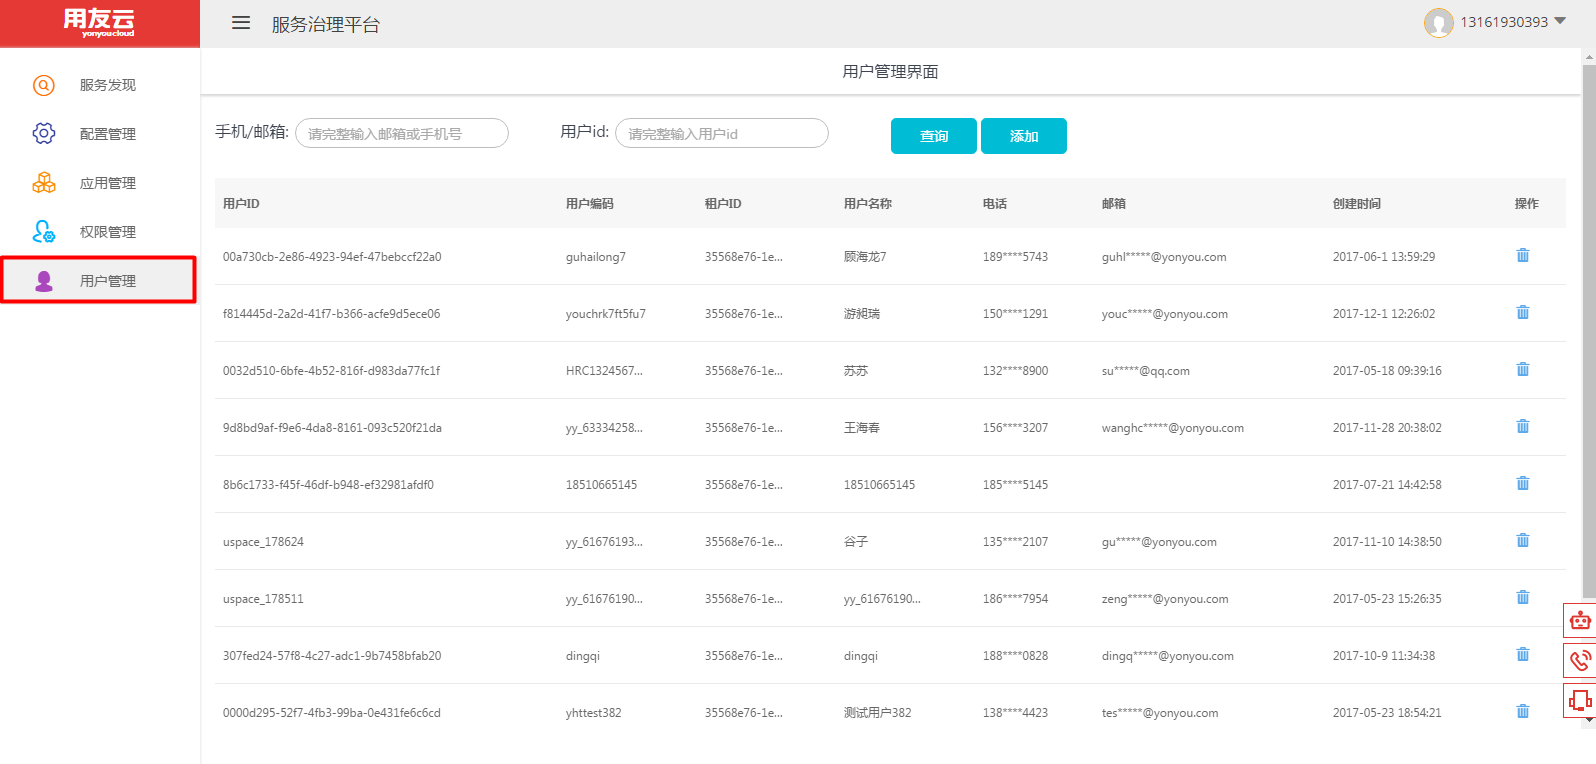 用友云
yonyoucloud
服务治理平台
13161930393
服务发现
配置管理
应用管理
权限管理
用户管理
用户管理界面
手机/邮箱: 请完整输入邮箱或手机号 用户id: 请完整输入用户id 查询 添加
用户ID 用户编码 租户ID 用户名称 电话 邮箱 创建时间 操作
00a730cb-2e86-4923-94ef-47bebccf22a0 guhailong7 35568e76-1e... 顾海龙7 189****5743 guhl*****@yonyou.com 2017-06-1 13:59:29
f814445d-2a2d-41f7-b366-acfe9d5ece06 youchrk7ft5fu7 35568e76-1e... 游昶瑞 150****1291 youc*****@yonyou.com 2017-12-1 12:26:02
0032d510-6bfe-4b52-816f-d983da77fc1f HRC1324567... 35568e76-1e... 苏苏 132****8900 su*****@qq.com 2017-05-18 09:39:16
9d8bd9af-f9e6-4da8-8161-093c520f21da yy_63334258... 35568e76-1e... 王海春 156****3207 wanghc*****@yonyou.com 2017-11-28 20:38:02
8b6c1733-f45f-46df-b948-ef32981afdf0 18510665145 35568e76-1e... 18510665145 185****5145 2017-07-21 14:42:58
uspace_178624 yy_61676193... 35568e76-1e... 谷子 135****2107 gu*****@yonyou.com 2017-11-10 14:38:50
uspace_178511 yy_61676190... 35568e76-1e... yy_61676190... 186****7954 zeng*****@yonyou.com 2017-05-23 15:26:35
307fed24-57f8-4c27-adc1-9b7458bfab20 dingqi 35568e76-1e... dingqi 188****0828 dingq*****@yonyou.com 2017-10-9 11:34:38
0000d295-52f7-4fb3-99ba-0e431fe6c6cd yhttest382 35568e76-1e... 测试用户382 138****4423 tes*****@yonyou.com 2017-05-23 18:54:21